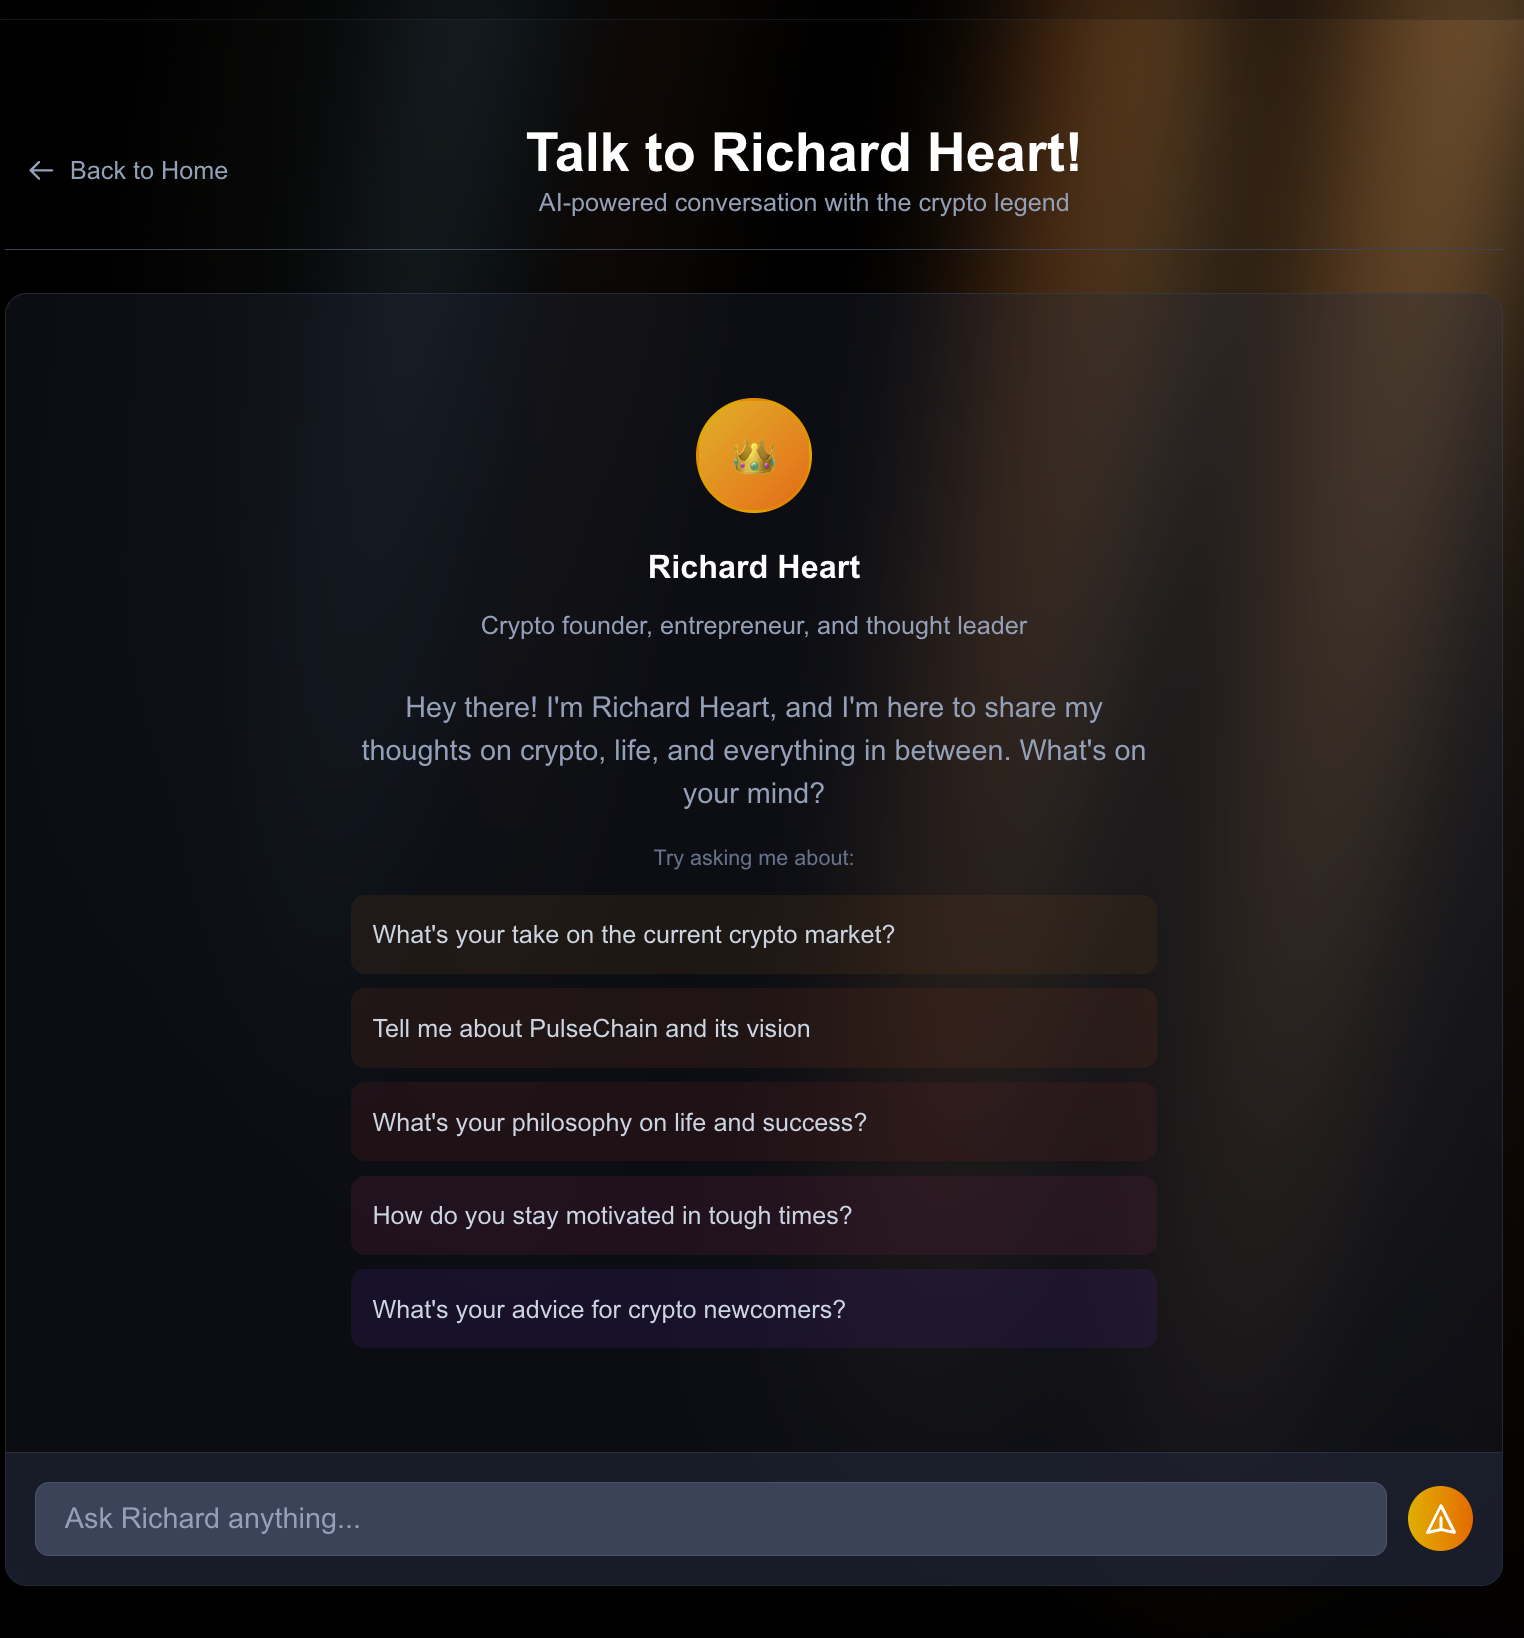 Back to Home
Talk to Richard Heart!
AI-powered conversation with the crypto legend
Richard Heart
Crypto founder, entrepreneur, and thought leader
Hey there! I'm Richard Heart, and I'm here to share my
thoughts on crypto, life, and everything in between. What's on
your mind?
Try asking me about:
What's your take on the current crypto market?
Tell me about PulseChain and its vision
What's your philosophy on life and success?
How do you stay motivated in tough times?
What's your advice for crypto newcomers?
Ask Richard anything...